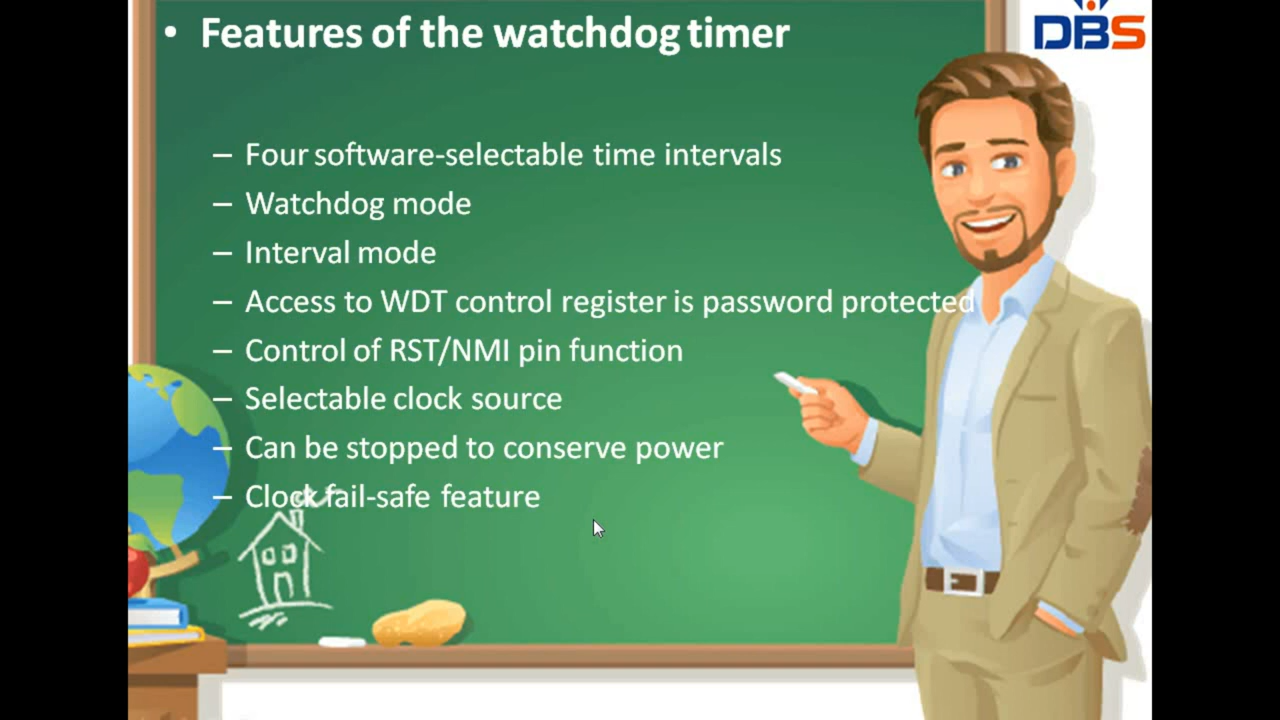 DBS
• Features of the watchdog timer
– Four software-selectable time intervals
– Watchdog mode
– Interval mode
– Access to WDT control register is password protected
– Control of RST/NMI pin function
– Selectable clock source
– Can be stopped to conserve power
– Clock fail-safe feature